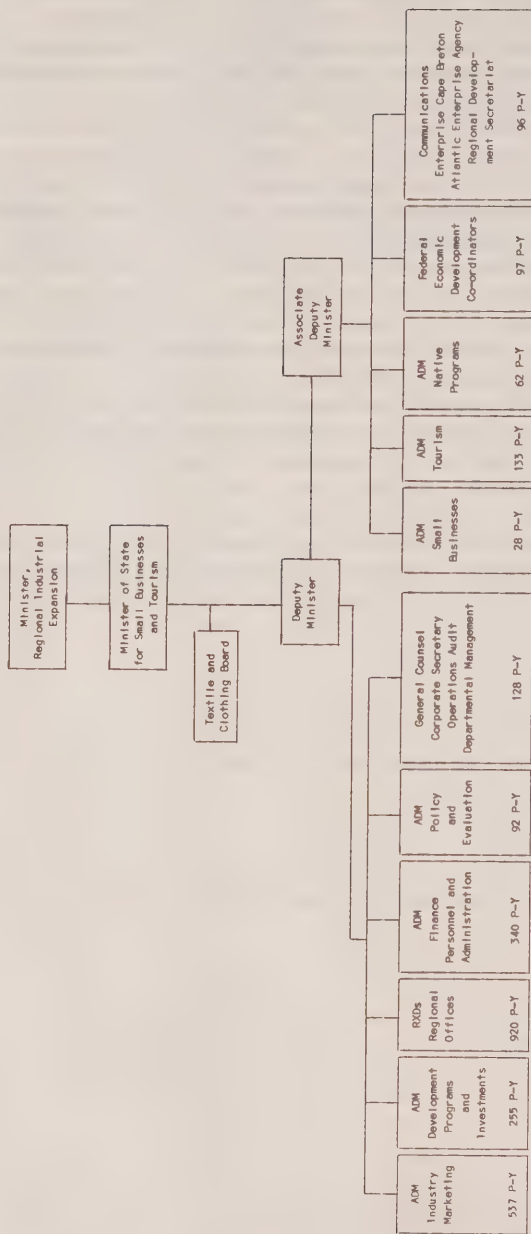 Minister,
Regional Industrial
Expansion
Minister of State
for Small Businesses
and Tourism
Textile and
Clothing Board
Deputy
Minister
Associate
Deputy
Minister
ADM
Industry
Marketing
537 P-Y
ADM
Development
Programs
and
Investments
255 P-Y
RXDs
Regional
Offices
920 P-Y
ADM
Finance
Personnel and
Administration
340 P-Y
ADM
Policy
and
Evaluation
92 P-Y
General Counsel
Corporate Secretary
Operations Audit
Departmental Management
128 P-Y
ADM
Small
Businesses
28 P-Y
ADM
Tourism
133 P-Y
ADM
Native
Programs
62 P-Y
Federal
Economic
Development
Co-ordinators
97 P-Y
Communications
Enterprise Cape Breton
Atlantic Enterprise Agency
Regional Develop-
ment Secretariat
96 P-Y